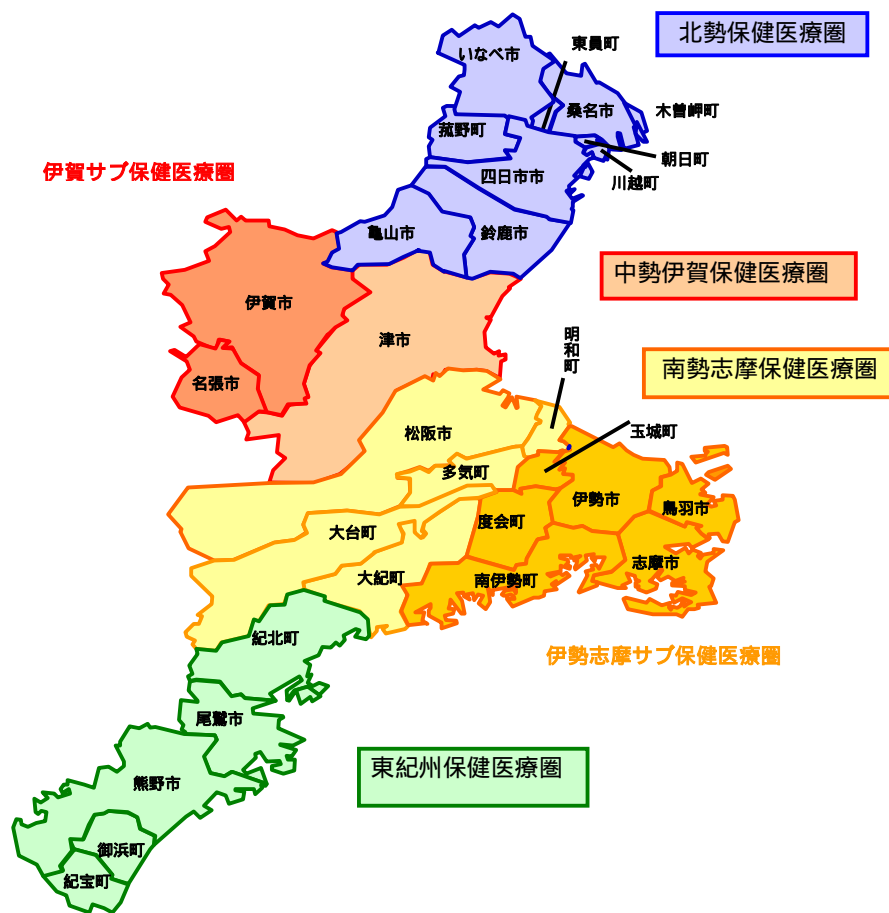 北勢保健医療圏
東員町
いなべ市
桑名市
木曽岬町
菰野町
朝日町
四日市市
川越町
伊賀サブ保健医療圏
亀山市
鈴鹿市
中勢伊賀保健医療圏
伊賀市
津市
明和町
南勢志摩保健医療圏
名張市
松阪市
玉城町
多気町
伊勢市
鳥羽市
度会町
大台町
志摩市
大紀町
南伊勢町
紀北町
伊勢志摩サブ保健医療圏
尾鷲市
東紀州保健医療圏
熊野市
御浜町
紀宝町